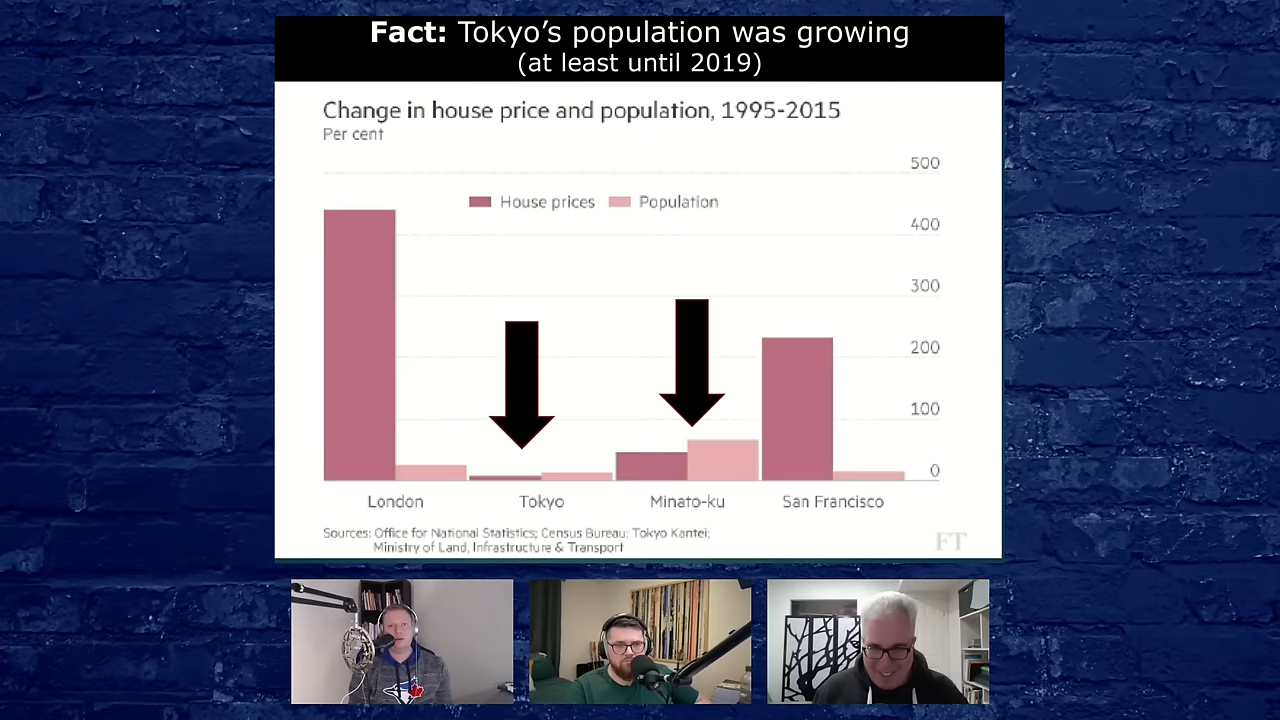 Fact: Tokyo’s population was growing
(at least until 2019)
Change in house price and population, 1995-2015
Per cent
500
House prices Population
400
300
200
100
0
London Tokyo Minato-ku San Francisco
Sources: Office for National Statistics; Census Bureau; Tokyo Kantei;
Ministry of Land, Infrastructure & Transport
FT